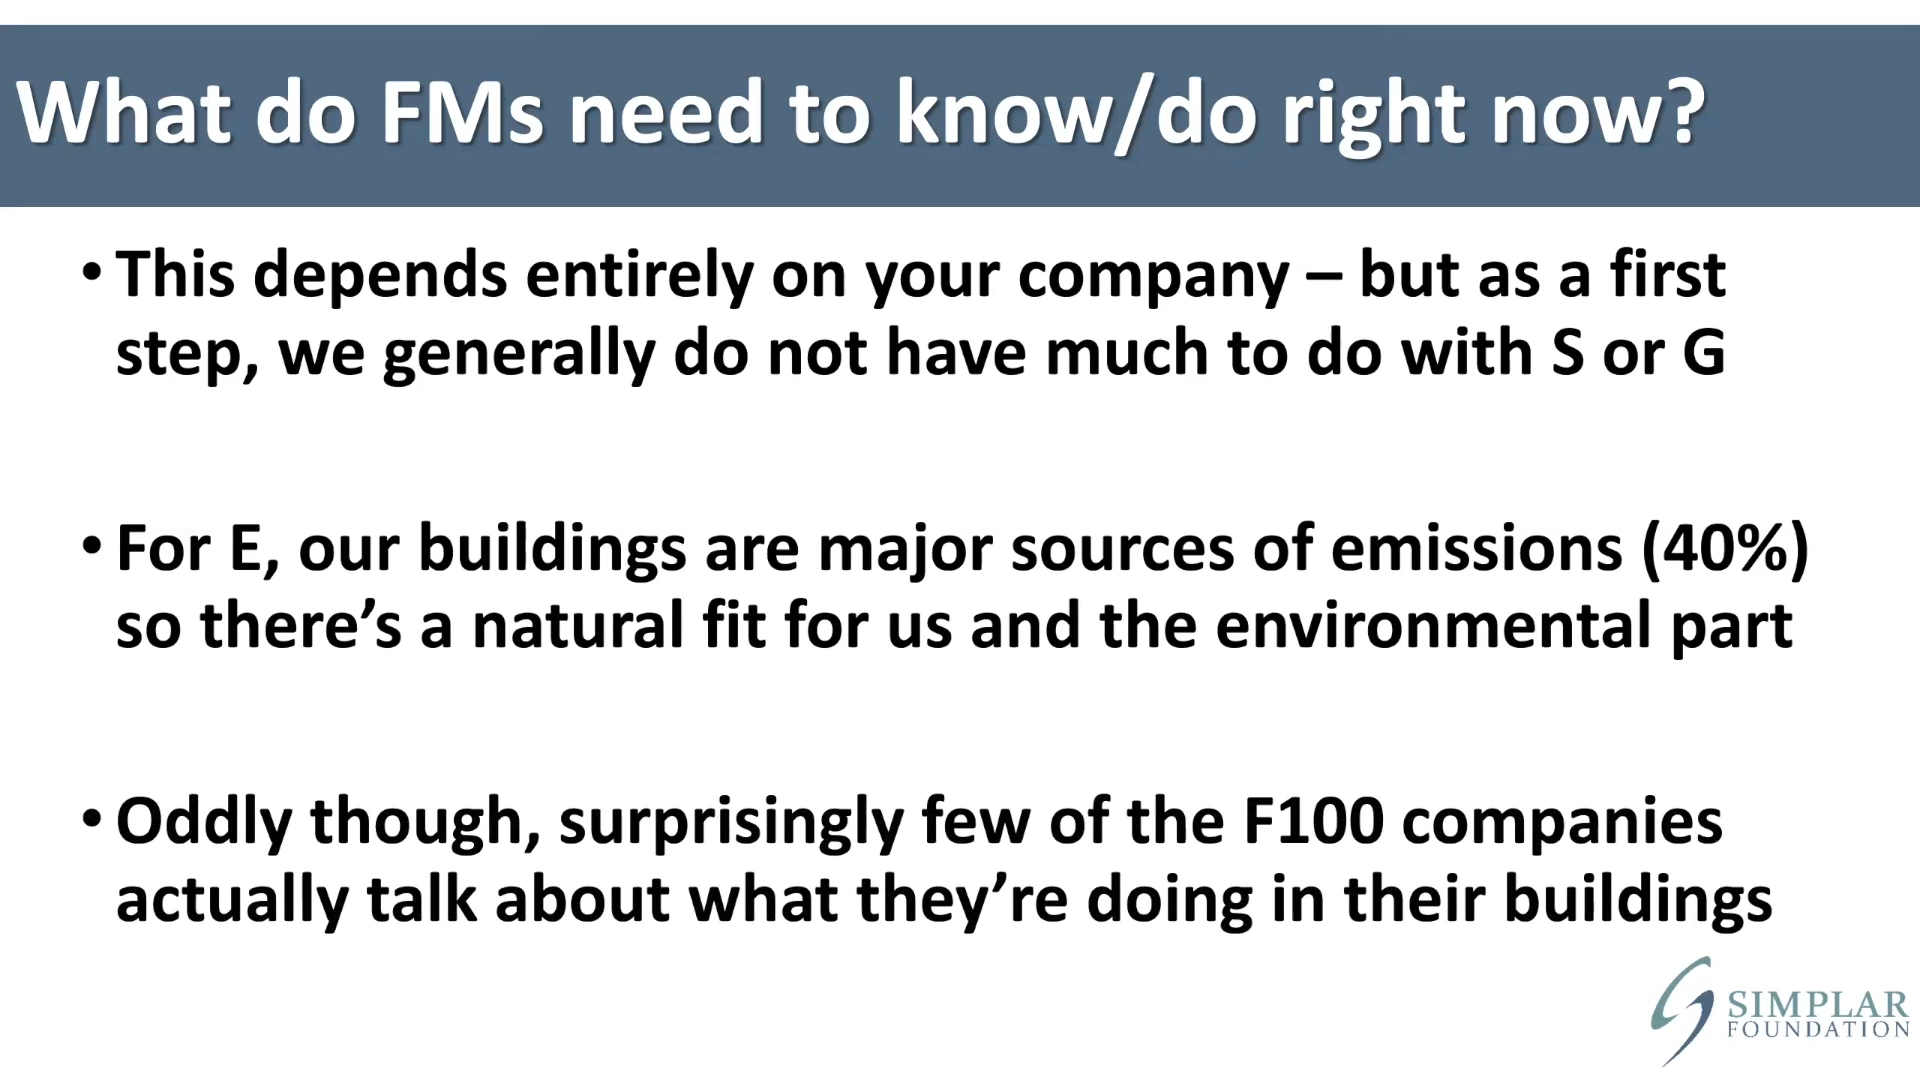 What do FMs need to know/do right now?
• This depends entirely on your company – but as a first
step, we generally do not have much to do with S or G
• For E, our buildings are major sources of emissions (40%)
so there’s a natural fit for us and the environmental part
• Oddly though, surprisingly few of the F100 companies
actually talk about what they’re doing in their buildings
SIMPLAR
FOUNDATION